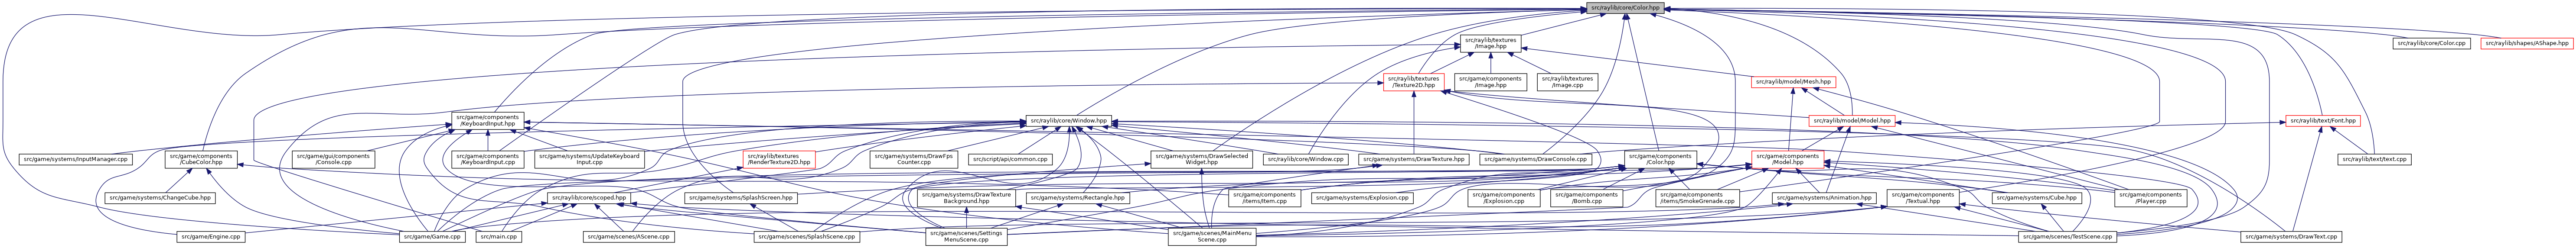 src/raylib/core/Color.hpp
src/raylib/textures
/Image.hpp
src/raylib/core/Color.cpp
src/raylib/shapes/AShape.hpp
src/raylib/textures
/Texture2D.hpp
src/game/components
/Image.hpp
src/raylib/textures
/Image.cpp
src/raylib/model/Mesh.hpp
src/game/components
/KeyboardInput.hpp
src/raylib/core/Window.hpp
src/raylib/model/Model.hpp
src/raylib/text/Font.hpp
src/game/systems/InputManager.cpp
src/game/components
/CubeColor.hpp
src/game/gui/components
/Console.cpp
src/game/components
/KeyboardInput.cpp
src/game/systems/UpdateKeyboard
Input.cpp
src/raylib/textures
/RenderTexture2D.hpp
src/game/systems/DrawFps
Counter.cpp
src/script/api/common.cpp
src/game/systems/DrawSelected
Widget.hpp
src/raylib/core/Window.cpp
src/game/systems/DrawTexture.hpp
src/game/systems/DrawConsole.cpp
src/game/components
/Color.hpp
src/game/components
/Model.hpp
src/raylib/text/text.cpp
src/game/systems/ChangeCube.hpp
src/raylib/core/scoped.hpp
src/game/systems/SplashScreen.hpp
src/game/systems/DrawTexture
Background.hpp
src/game/systems/Rectangle.hpp
src/game/components
/items/Item.cpp
src/game/systems/Explosion.cpp
src/game/components
/Explosion.cpp
src/game/components
/Bomb.cpp
src/game/components
/items/SmokeGrenade.cpp
src/game/systems/Animation.hpp
src/game/components
/Textual.hpp
src/game/systems/Cube.hpp
src/game/components
/Player.cpp
src/game/Engine.cpp
src/game/Game.cpp
src/main.cpp
src/game/scenes/AScene.cpp
src/game/scenes/SplashScene.cpp
src/game/scenes/Settings
MenuScene.cpp
src/game/scenes/MainMenu
Scene.cpp
src/game/scenes/TestScene.cpp
src/game/systems/DrawText.cpp